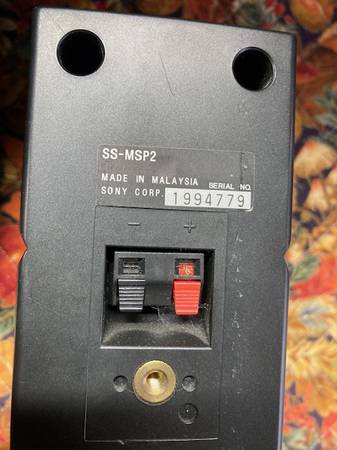 SS-MSP2
MADE IN MALAYSIA SERIAL NO.
SONY CORP. 1994779
− +